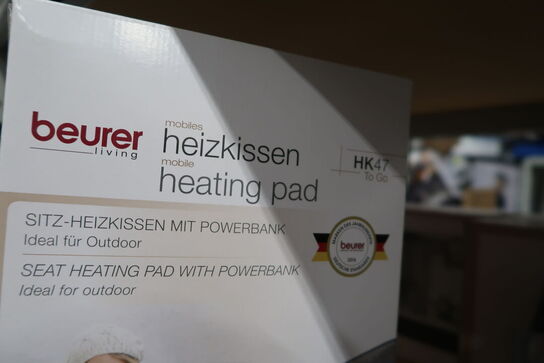 beurer
living
mobiles
heizkissen
mobile
heating pad
HK47
To Go
SITZ-HEIZKISSEN MIT POWERBANK
Ideal für Outdoor
SEAT HEATING PAD WITH POWERBANK
Ideal for outdoor
beurer